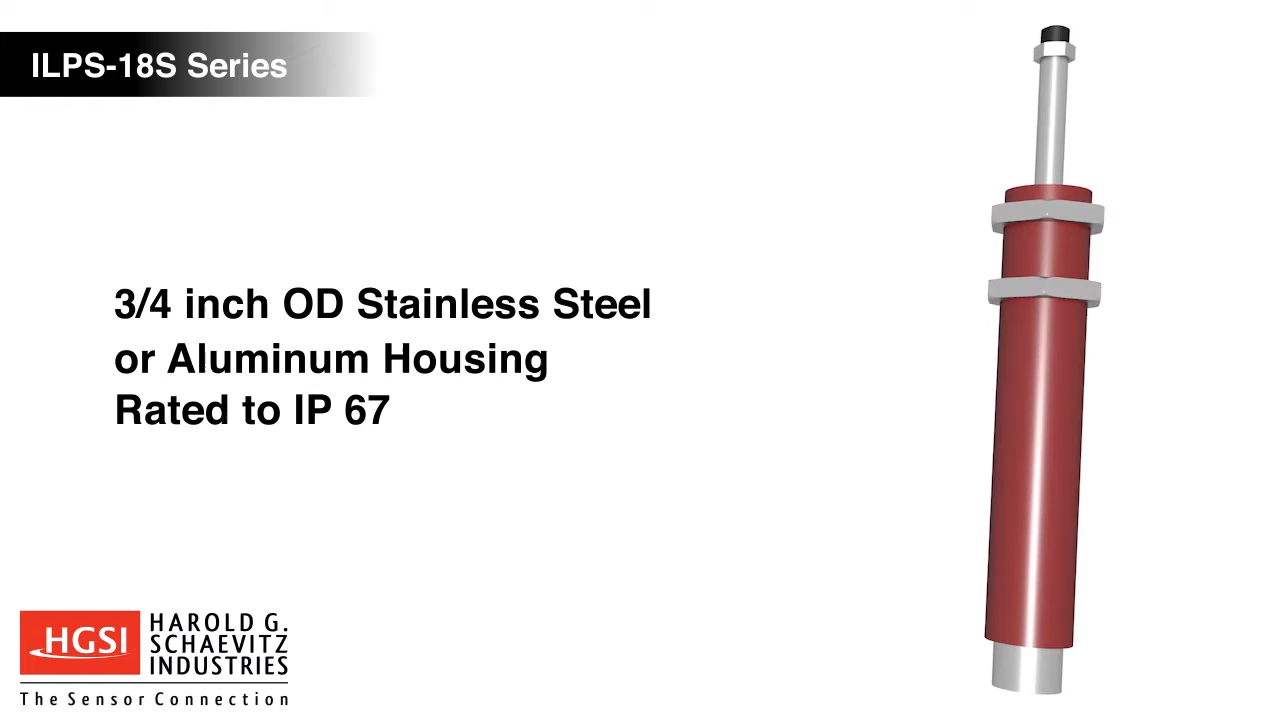 ILPS-18S Series
3/4 inch OD Stainless Steel
or Aluminum Housing
Rated to IP 67
HGSI
HAROLD G.
SCHAEVITZ
INDUSTRIES
The Sensor Connection